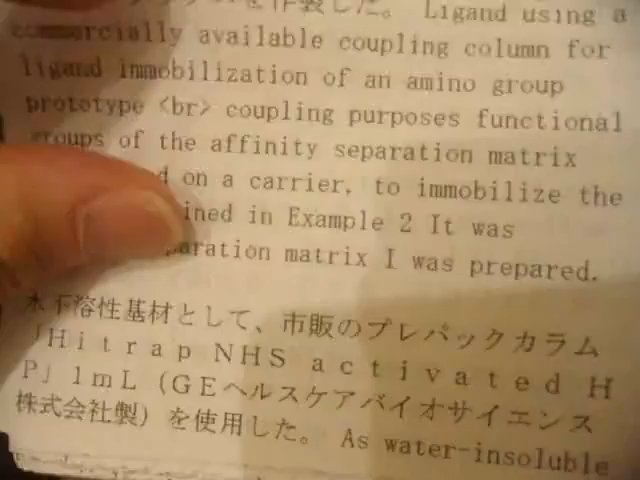 を作製した。 Ligand using a
commercially available coupling column for
ligand immobilization of an amino group
prototype <br> coupling purposes functional
groups of the affinity separation matrix
on a carrier, to immobilize the
ined in Example 2 It was
paration matrix I was prepared.
水不溶性基材として、市販のプレパックカラム
「Hitrap NHS activated H
P」1mL (GEヘルスケアバイオサイエンス
株式会社製) を使用した。 As water-insoluble